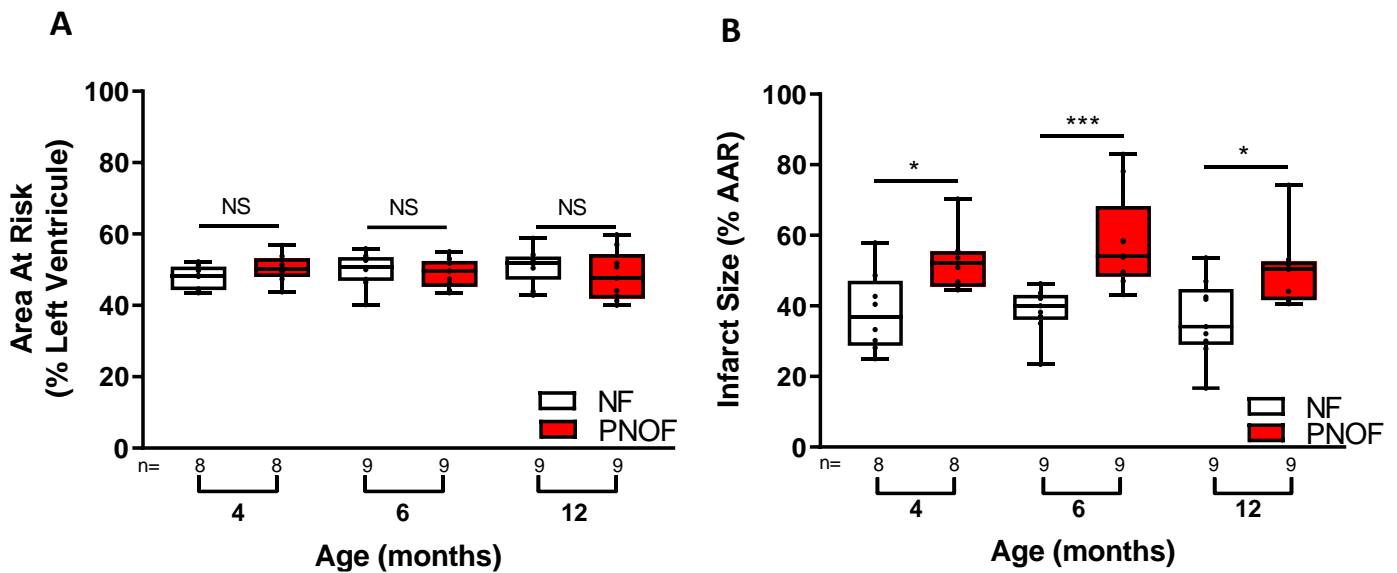 A
Area At Risk
(% Left Ventricule)
100
80
60
40
20
0
NS
NS
NS
NF
PNOF
n= 8 8 9 9 9 9
4 6 12
Age (months)
B
Infarct Size (% AAR)
100
80
60
40
20
0
*
***
*
NF
PNOF
n= 8 8 9 9 9 9
4 6 12
Age (months)